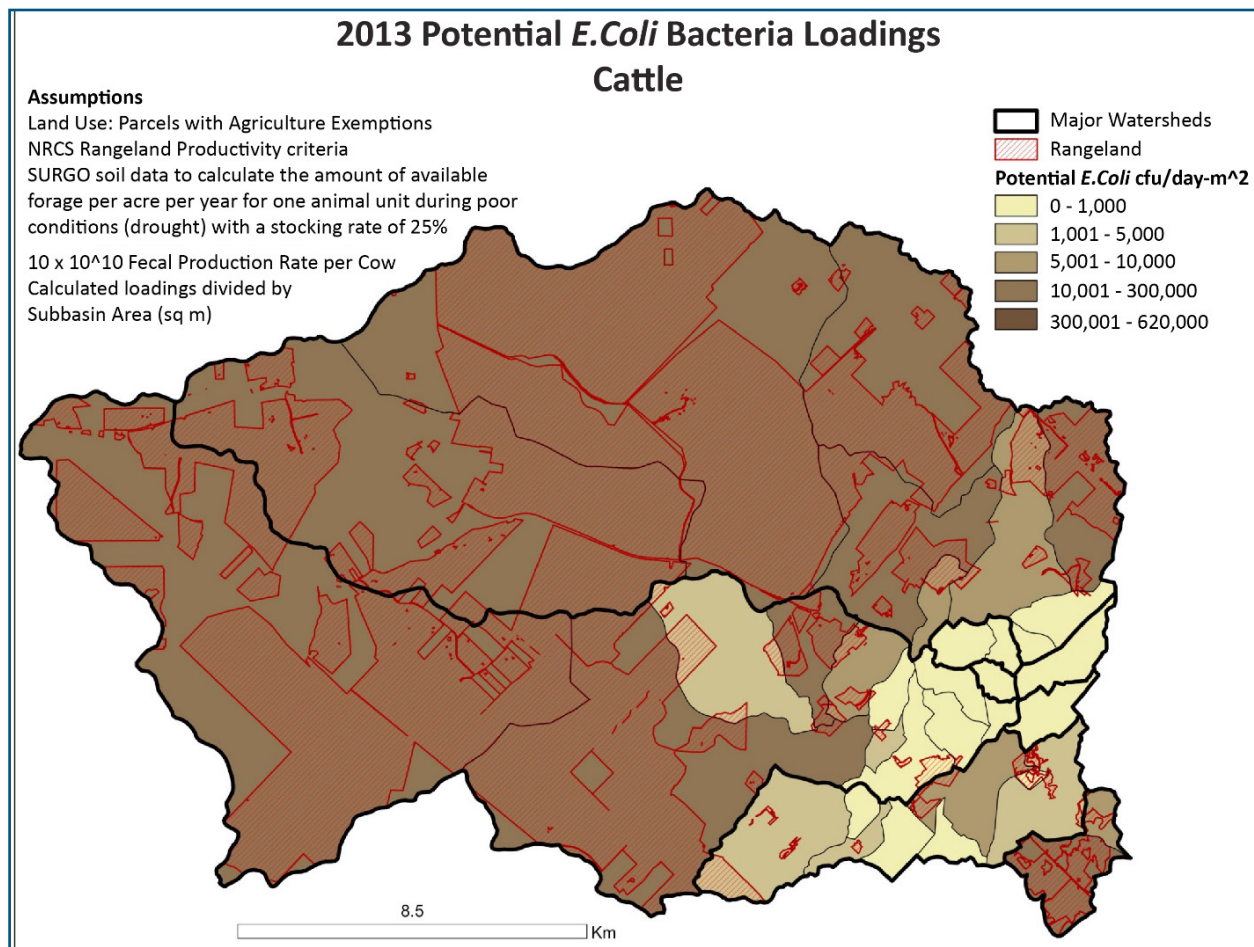 2013 Potential E.Coli Bacteria Loadings
Cattle
Assumptions
Land Use: Parcels with Agriculture Exemptions
NRCS Rangeland Productivity criteria
SURGO soil data to calculate the amount of available
forage per acre per year for one animal unit during poor
conditions (drought) with a stocking rate of 25%
10 x 10^10 Fecal Production Rate per Cow
Calculated loadings divided by
Subbasin Area (sq m)
Major Watersheds
Rangeland
Potential E.Coli cfu/day-m^2
0 - 1,000
1,001 - 5,000
5,001 - 10,000
10,001 - 300,000
300,001 - 620,000
8.5
Km